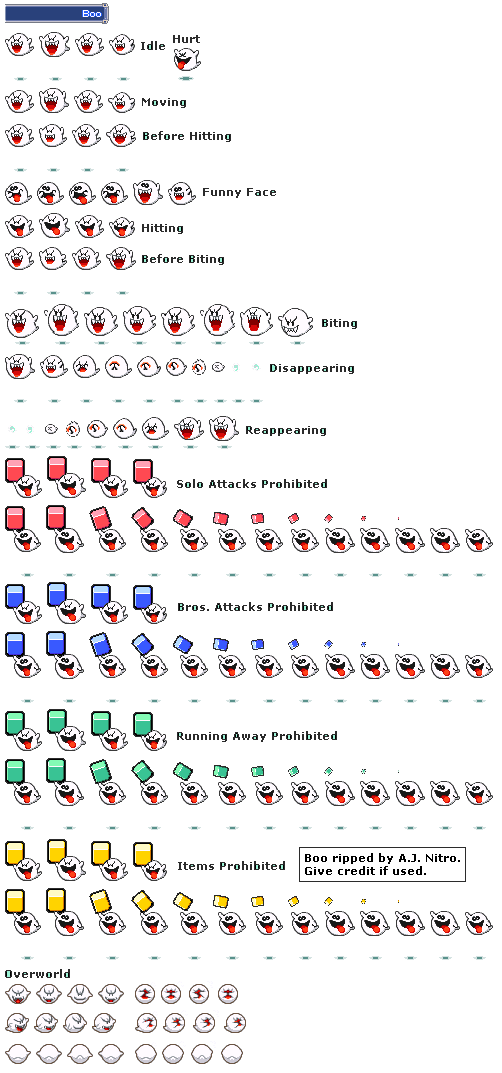 Boo
Idle
Hurt
Moving
Before Hitting
Funny Face
Hitting
Before Biting
Biting
Disappearing
Reappearing
Solo Attacks Prohibited
Bros. Attacks Prohibited
Running Away Prohibited
Items Prohibited
Boo ripped by A.J. Nitro.
Give credit if used.
Overworld